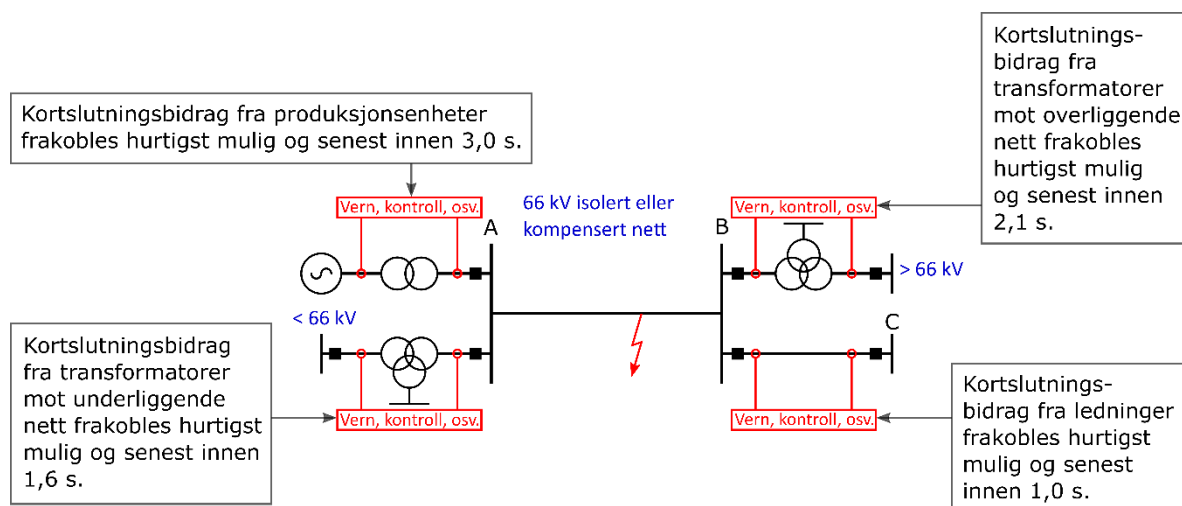 Kortslutningsbidrag fra produksjonsenheter
frakobles hurtigst mulig og senest innen 3,0 s.
Kortslutnings-
bidrag fra
transformatorer
mot overliggende
nett frakobles
hurtigst mulig
og senest innen
2,1 s.
Vern, kontroll, osv.
A
66 kV isolert eller
kompensert nett
B
Vern, kontroll, osv.
> 66 kV
< 66 kV
C
Kortslutningsbidrag
fra transformatorer
mot underliggende
nett frakobles hurtigst
mulig og senest innen
1,6 s.
Vern, kontroll, osv.
Vern, kontroll, osv.
Kortslutnings-
bidrag fra ledninger
frakobles hurtigst
mulig og senest
innen 1,0 s.